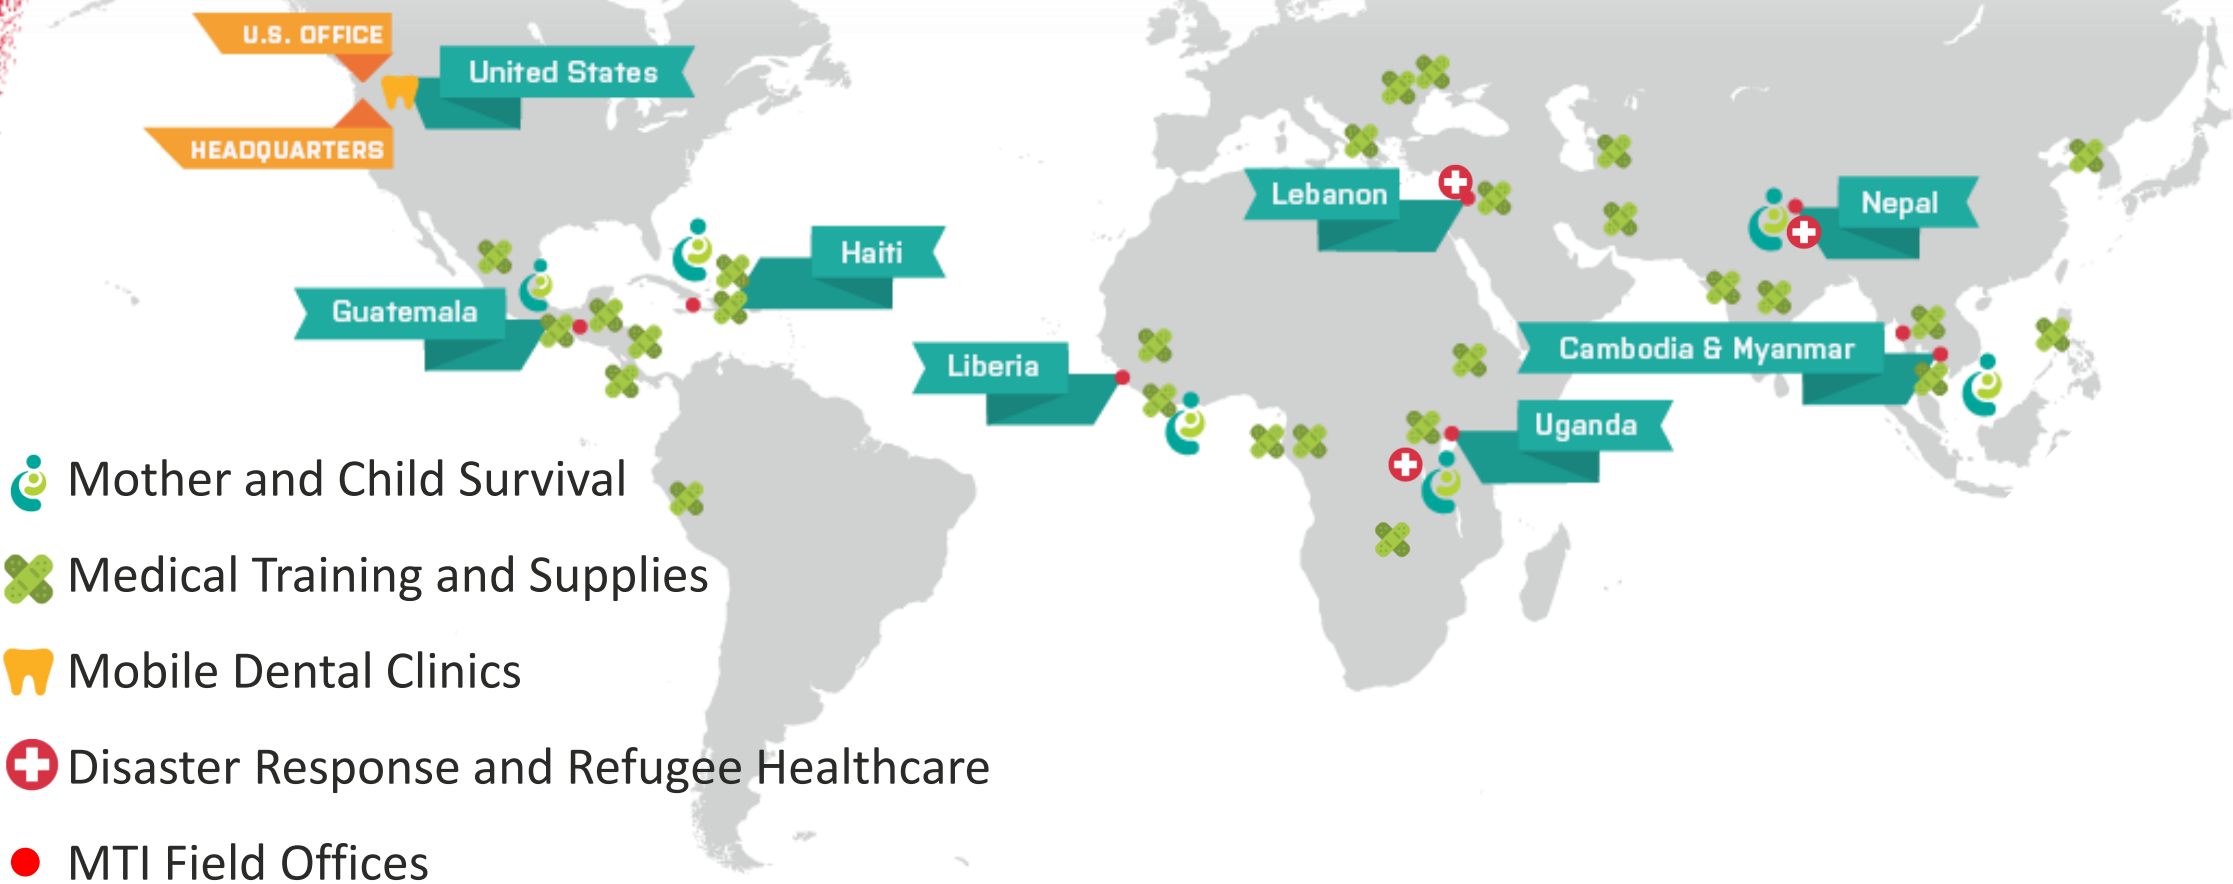 U.S. OFFICE
United States
HEADQUARTERS
Lebanon
Nepal
Haiti
Guatemala
Liberia
Cambodia & Myanmar
Uganda
Mother and Child Survival
Medical Training and Supplies
Mobile Dental Clinics
Disaster Response and Refugee Healthcare
MTI Field Offices